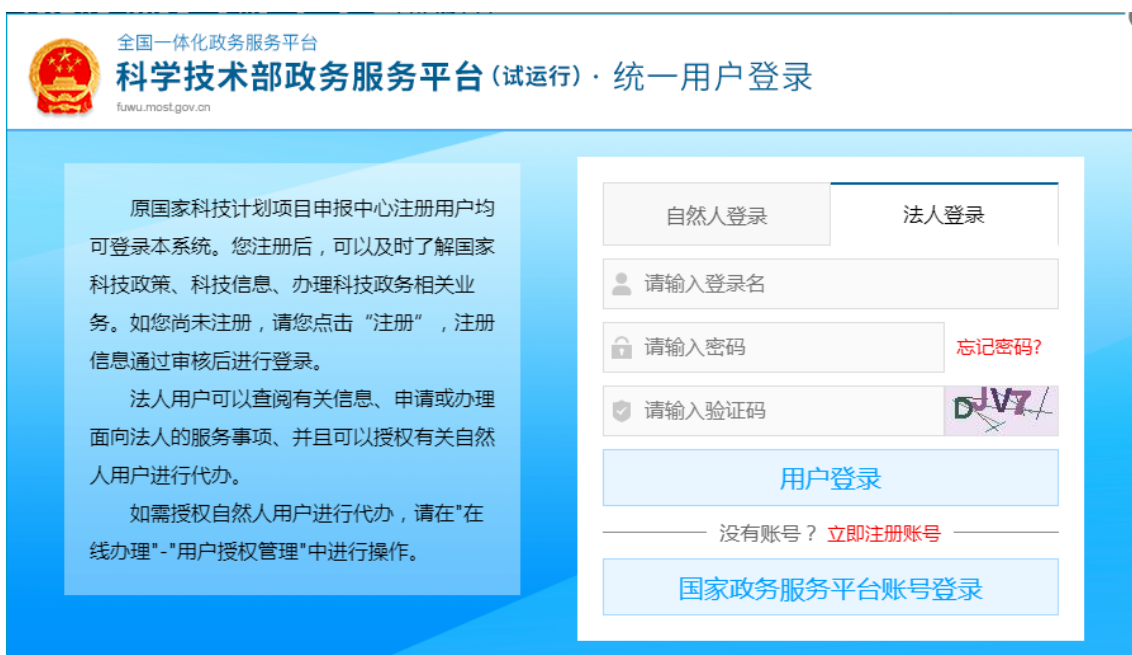 全国一体化政务服务平台
科学技术部政务服务平台(试运行)·统一用户登录
fuwu.most.gov.cn
原国家科技计划项目申报中心注册用户均
可登录本系统。您注册后，可以及时了解国家
科技政策、科技信息、办理科技政务相关业
务。如您尚未注册，请您点击“注册”，注册
信息通过审核后进行登录。
法人用户可以查阅有关信息、申请或办理
面向法人的服务事项、并且可以授权有关自然
人用户进行代办。
如需授权自然人用户进行代办，请在"在
线办理"-"用户授权管理"中进行操作。
自然人登录 法人登录
请输入登录名
请输入密码 忘记密码?
请输入验证码 DJV7
用户登录
没有账号？立即注册账号
国家政务服务平台账号登录